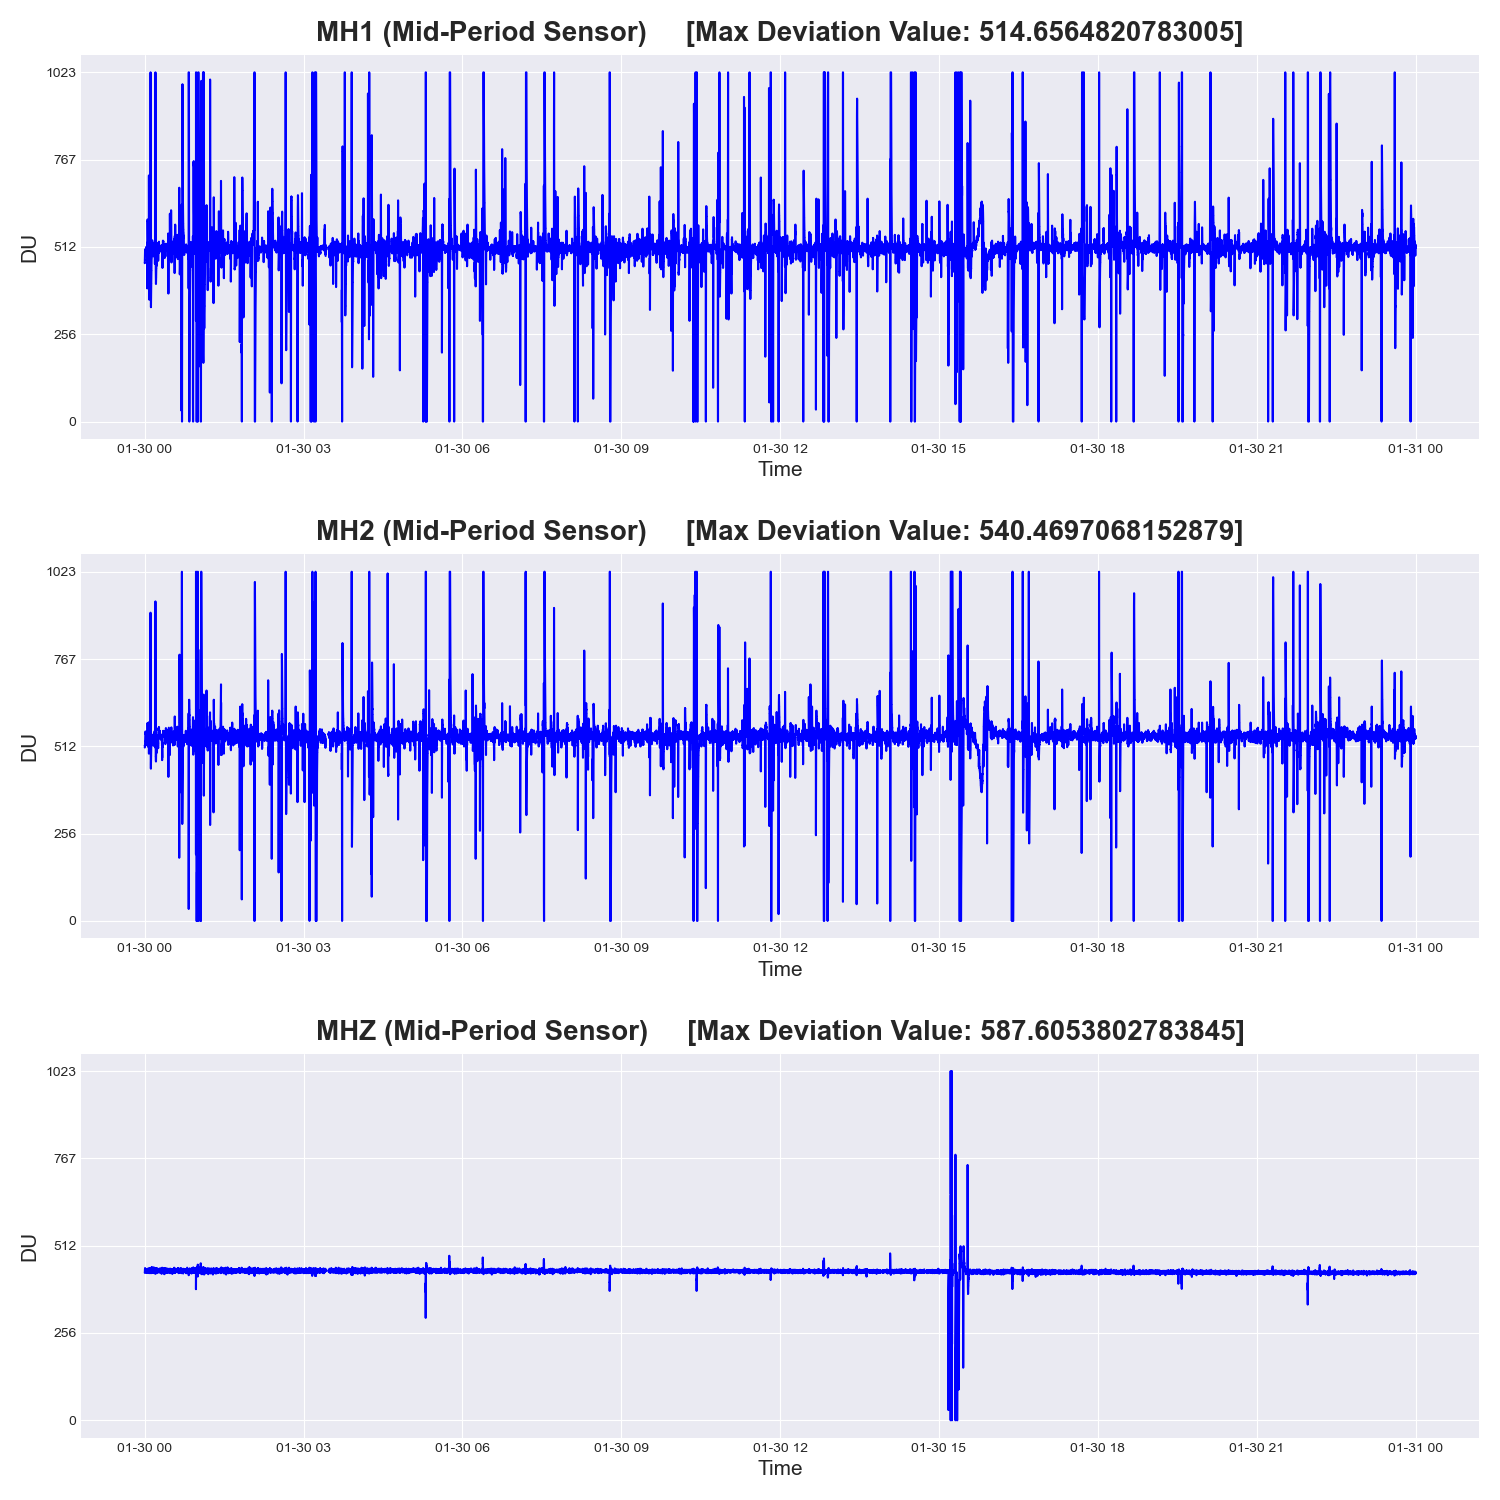 MH1 (Mid-Period Sensor) [Max Deviation Value: 514.6564820783005]
1023
767
512
256
0
DU
01-30 00 01-30 03 01-30 06 01-30 09 01-30 12 01-30 15 01-30 18 01-30 21 01-31 00
Time
MH2 (Mid-Period Sensor) [Max Deviation Value: 540.4697068152879]
1023
767
512
256
0
DU
01-30 00 01-30 03 01-30 06 01-30 09 01-30 12 01-30 15 01-30 18 01-30 21 01-31 00
Time
MHZ (Mid-Period Sensor) [Max Deviation Value: 587.6053802783845]
1023
767
512
256
0
DU
01-30 00 01-30 03 01-30 06 01-30 09 01-30 12 01-30 15 01-30 18 01-30 21 01-31 00
Time